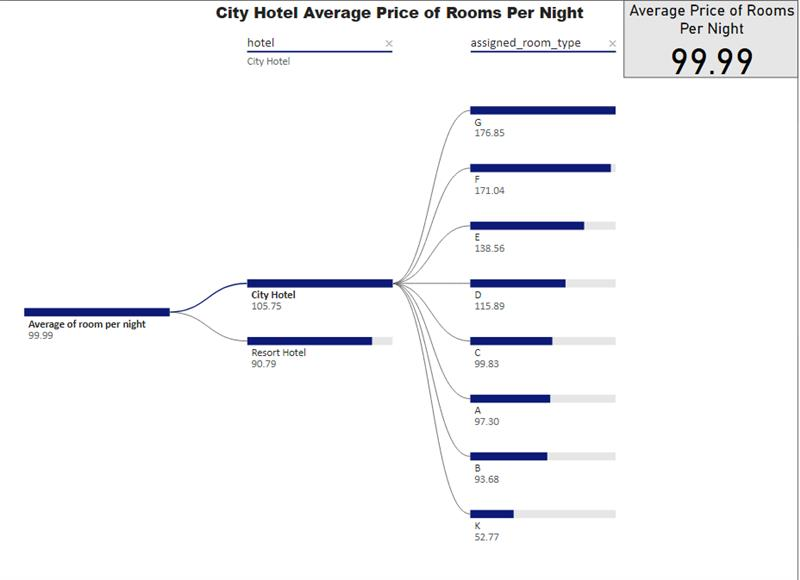 City Hotel Average Price of Rooms Per Night
Average Price of Rooms
Per Night
99.99
hotel ×
City Hotel
assigned_room_type ×
Average of room per night
99.99
City Hotel
105.75
Resort Hotel
90.79
G
176.85
F
171.04
E
138.56
D
115.89
C
99.83
A
97.30
B
93.68
K
52.77